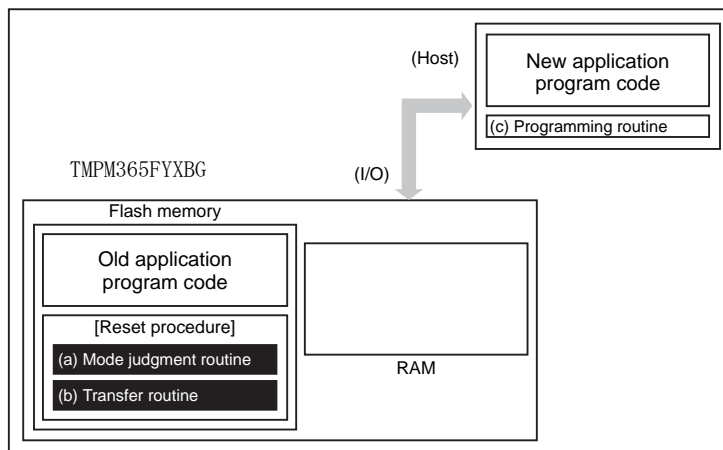 (Host)
New application
program code
(c) Programming routine
TMPM365FYXBG
(I/O)
Flash memory
Old application
program code
[Reset procedure]
(a) Mode judgment routine
(b) Transfer routine
RAM